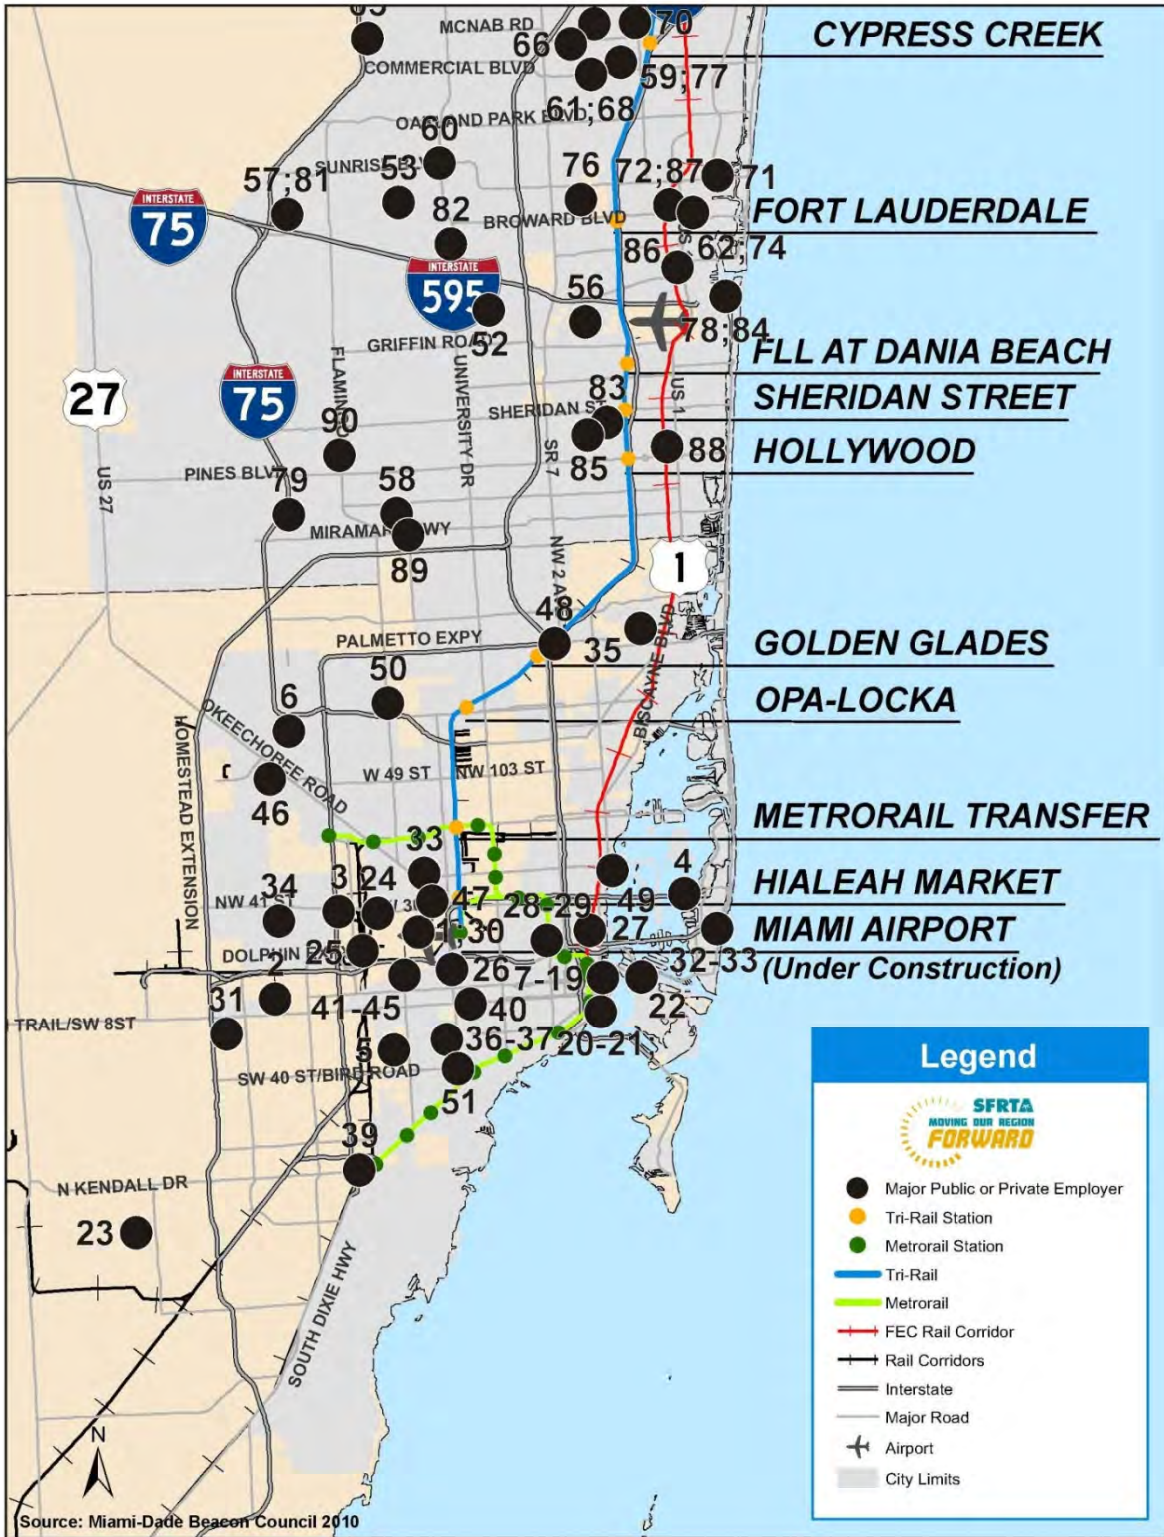 MCNAB RD
70
66
CYPRESS CREEK
COMMERCIAL BLVD
59;77
61;68
OAKLAND PARK BLVD
60
SUNRISE BLV
53
57;81
76
72;87
71
82
BROWARD BLVD
FORT LAUDERDALE
INTERSTATE
75
86
62;74
INTERSTATE
595
56
78;84
GRIFFIN ROAD
52
FLL AT DANIA BEACH
INTERSTATE
75
27
FLAMINGO
UNIVERSITY DR
US 1
83
SHERIDAN ST
SHERIDAN STREET
90
SR 7
88
HOLLYWOOD
85
PINES BLV
US 27
79
58
MIRAMAR
89
NW 2 AV
1
48
PALMETTO EXPY
35
BISCAYNE BLVD
GOLDEN GLADES
50
6
OPA-LOCKA
OKEECHOBEE ROAD
HOMESTEAD EXTENSION
W 49 ST
NW 103 ST
46
METRORAIL TRANSFER
33
3
24
4
34
NW 41 ST
47
28-29
49
HIALEAH MARKET
1;30
27
MIAMI AIRPORT
25
DOLPHIN EXPY
2
26
7-19
32-33
(Under Construction)
31
41-45
40
22
TRAIL/SW 8ST
36-37
20-21
5
SW 40 ST/BIRD ROAD
51
39
N KENDALL DR
23
SOUTH DIXIE HWY
N
Source: Miami-Dade Beacon Council 2010
Legend
SFRTA
MOVING OUR REGION
FORWARD
Major Public or Private Employer
Tri-Rail Station
Metrorail Station
Tri-Rail
Metrorail
FEC Rail Corridor
Rail Corridors
Interstate
Major Road
Airport
City Limits